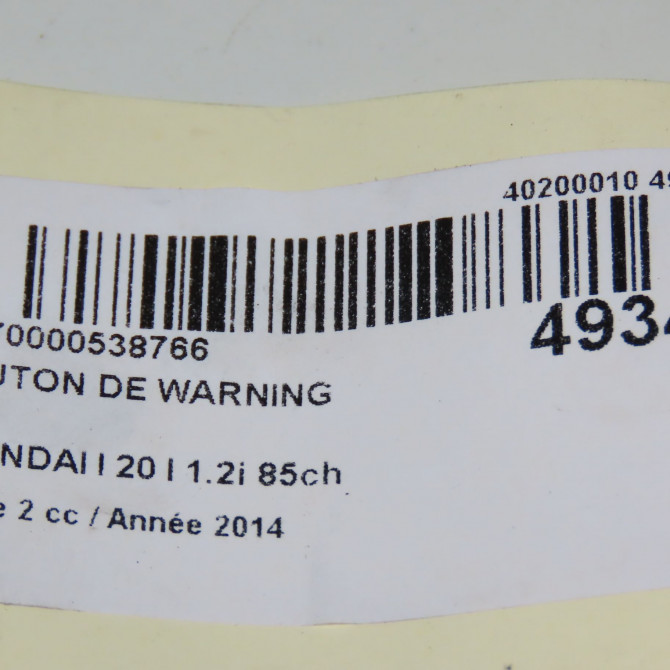 40200010 49
70000538766
4934
UTON DE WARNING
NDAI I 20 I 1.2i 85ch
e 2 cc / Année 2014